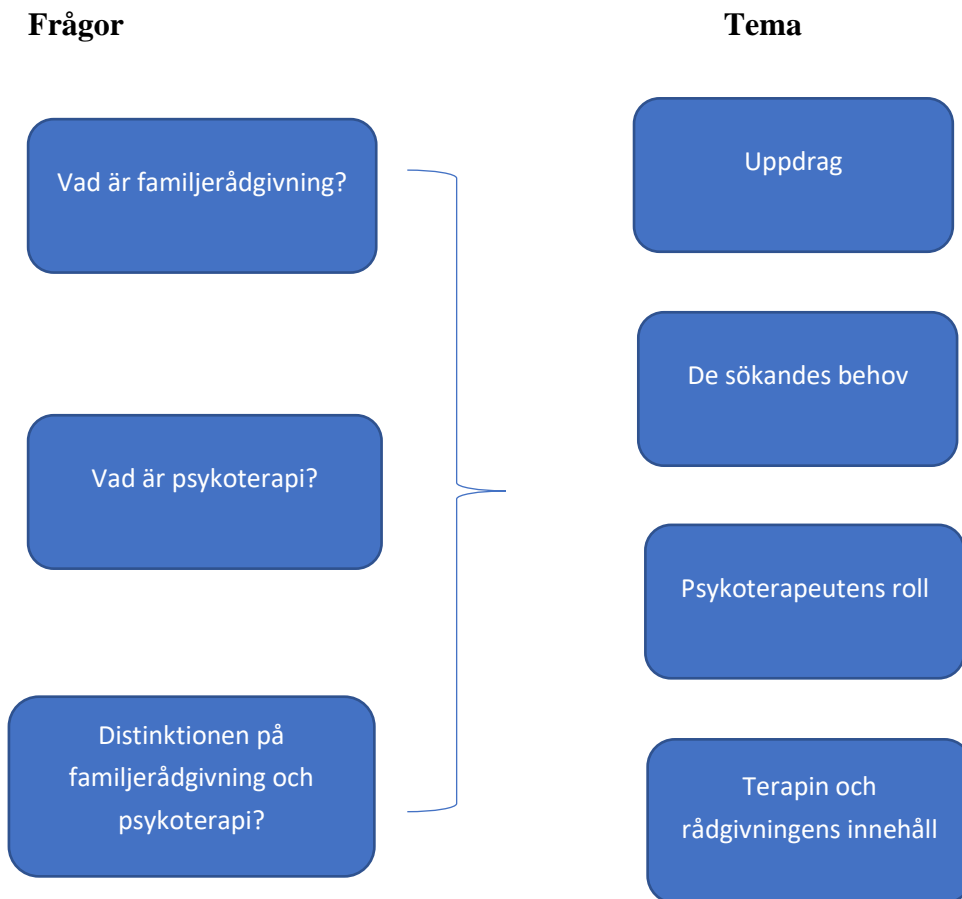 Frågor
Tema
Vad är familjerådgivning?
Vad är psykoterapi?
Distinktionen på
familjerådgivning och
psykoterapi?
Uppdrag
De sökandes behov
Psykoterapeutens roll
Terapin och
rådgivningens innehåll